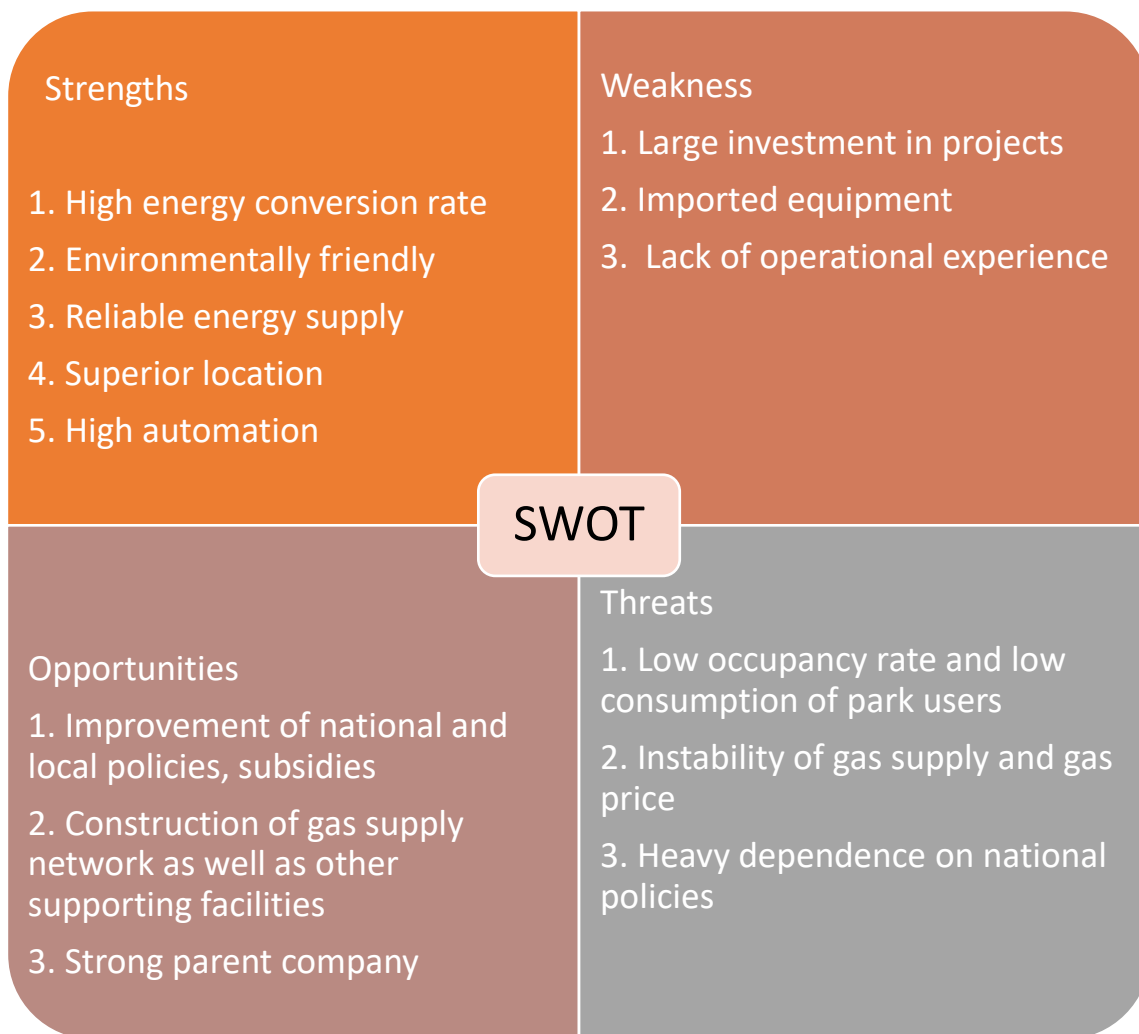 Strengths
1. High energy conversion rate
2. Environmentally friendly
3. Reliable energy supply
4. Superior location
5. High automation
Weakness
1. Large investment in projects
2. Imported equipment
3.  Lack of operational experience
SWOT
Opportunities
1. Improvement of national and
local policies, subsidies
2. Construction of gas supply
network as well as other
supporting facilities
3. Strong parent company
Threats
1. Low occupancy rate and low
consumption of park users
2. Instability of gas supply and gas
price
3. Heavy dependence on national
policies